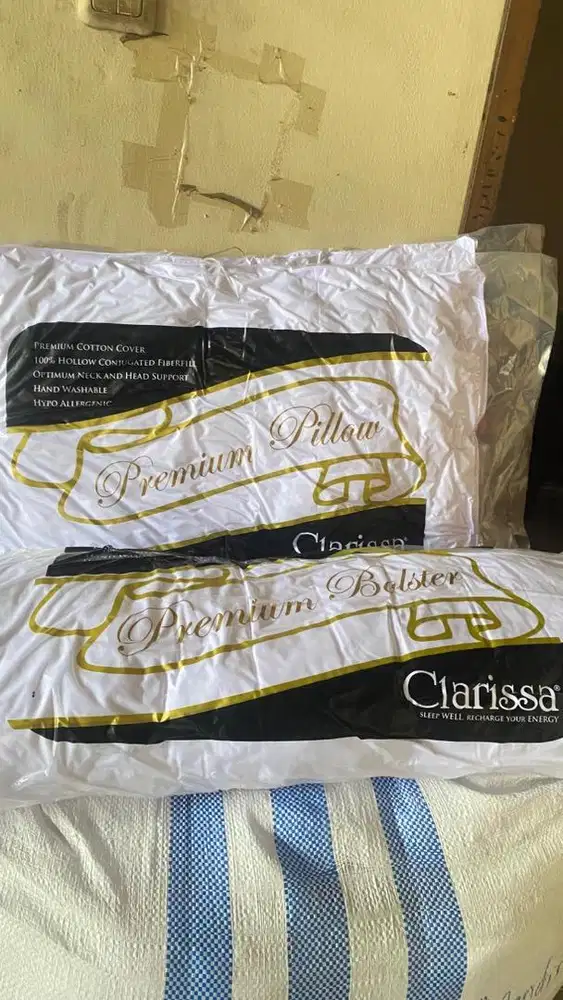 PREMIUM COTTON COVER
100% HOLLOW CONJUGATED FIBERFILL
OPTIMUM NECK AND HEAD SUPPORT
HAND WASHABLE
HYPO ALLERGENIC
Premium Pillow
Clarissa®
Premium Bolster
Clarissa®
SLEEP WELL RECHARGE YOUR ENERGY